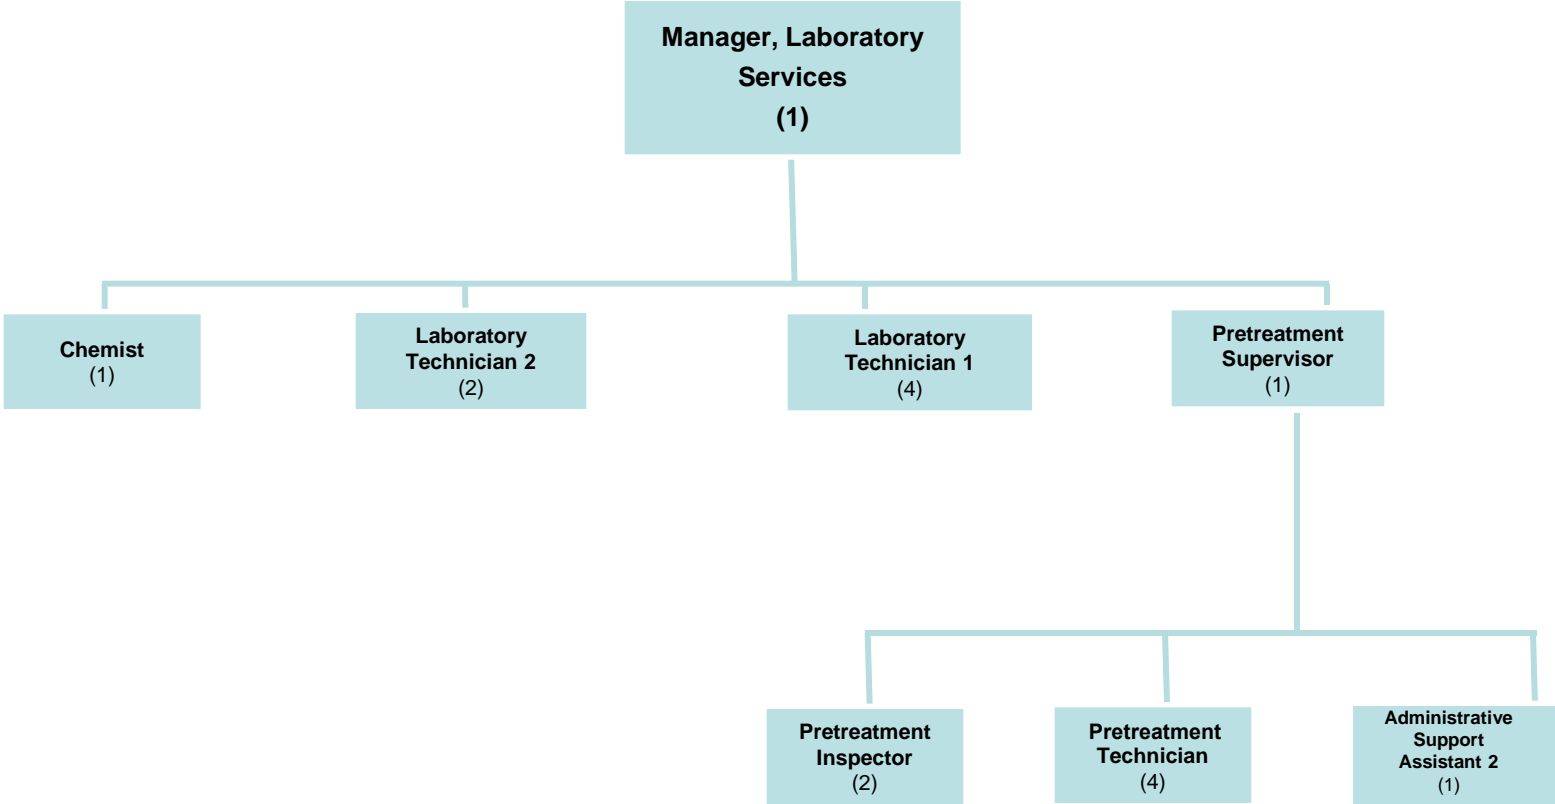 Manager, Laboratory
Services
(1)
Chemist
(1)
Laboratory
Technician 2
(2)
Laboratory
Technician 1
(4)
Pretreatment
Supervisor
(1)
Pretreatment
Inspector
(2)
Pretreatment
Technician
(4)
Administrative
Support
Assistant 2
(1)